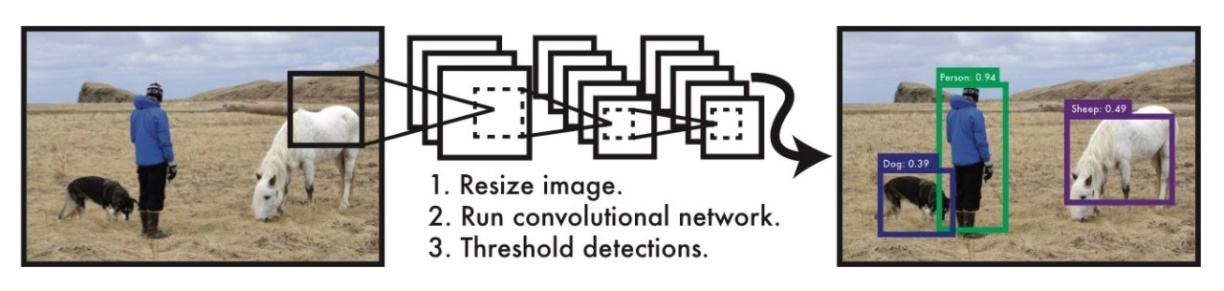 1. Resize image.
2. Run convolutional network.
3. Threshold detections.
Person: 0.94
Sheep: 0.49
Dog: 0.39